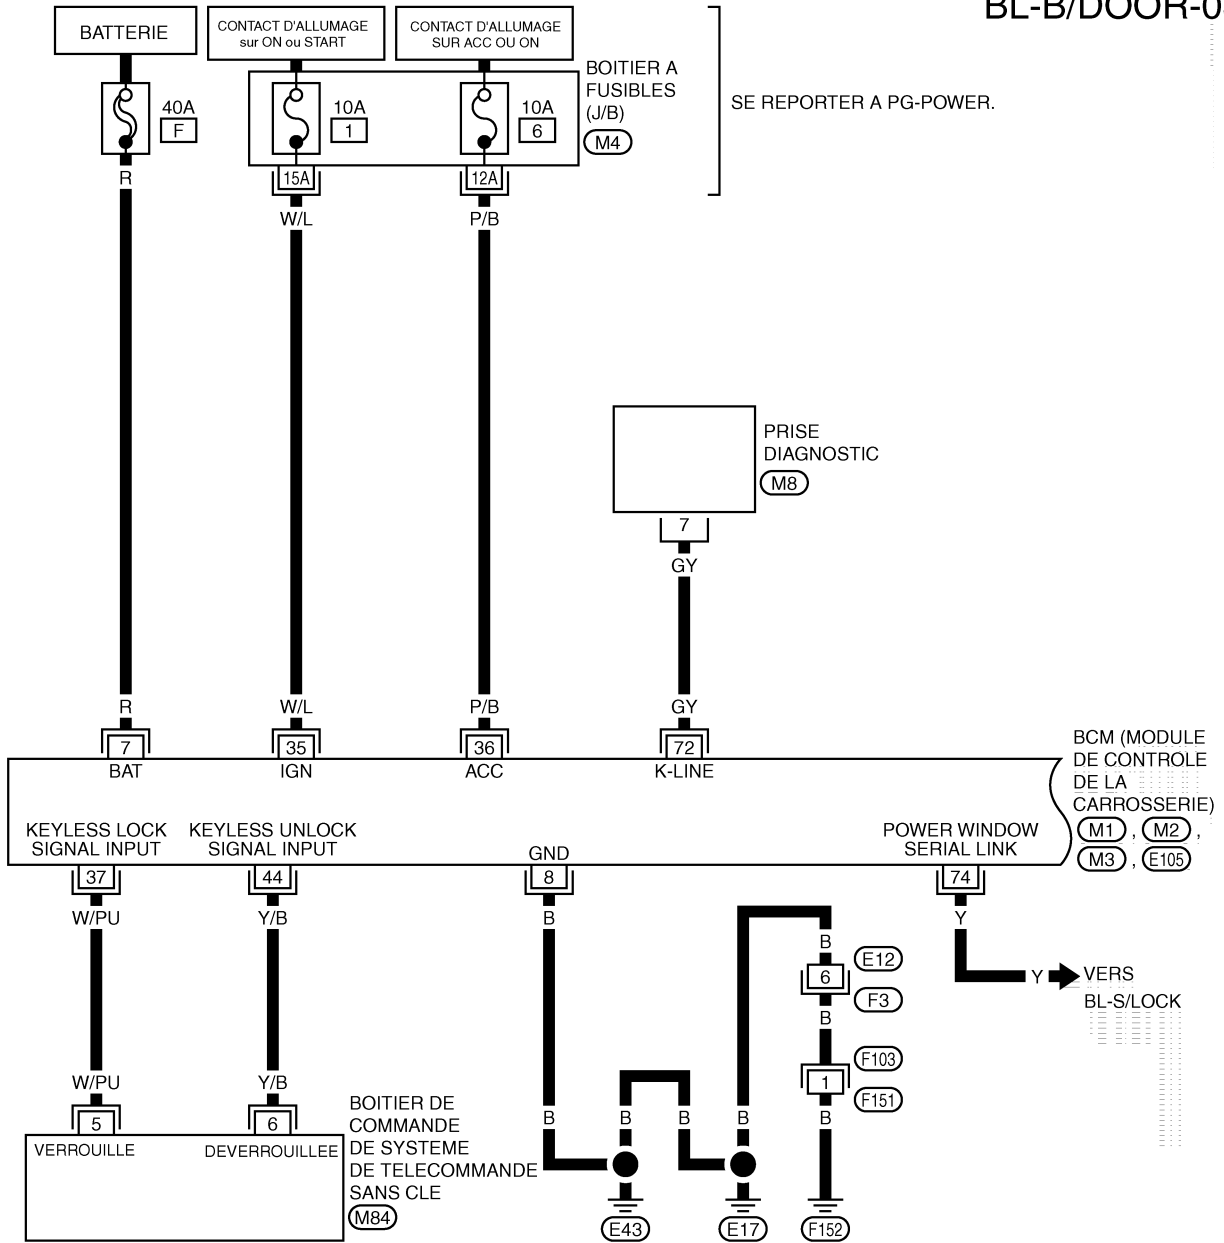 BL-B/DOOR-0
BATTERIE
CONTACT D'ALLUMAGE
sur ON ou START
CONTACT D'ALLUMAGE
SUR ACC OU ON
40A
F
10A
1
10A
6
BOITIER A
FUSIBLES
(J/B)
M4
SE REPORTER A PG-POWER.
15A
12A
R
W/L
P/B
PRISE
DIAGNOSTIC
M8
7
GY
R
W/L
P/B
GY
7
35
36
72
BAT
IGN
ACC
K-LINE
BCM (MODULE
DE CONTROLE
DE LA
CARROSSERIE)
M1 , M2 ,
M3 , E105
KEYLESS LOCK
SIGNAL INPUT
KEYLESS UNLOCK
SIGNAL INPUT
GND
POWER WINDOW
SERIAL LINK
37
44
8
74
W/PU
Y/B
B
Y
B
6
E12
F3
B
Y
VERS
BL-S/LOCK
F103
1
F151
W/PU
Y/B
B
B
B
B
B
5
6
VERROUILLE
DEVERROUILLEE
BOITIER DE
COMMANDE
DE SYSTEME
DE TELECOMMANDE
SANS CLE
M84
E43
E17
F152